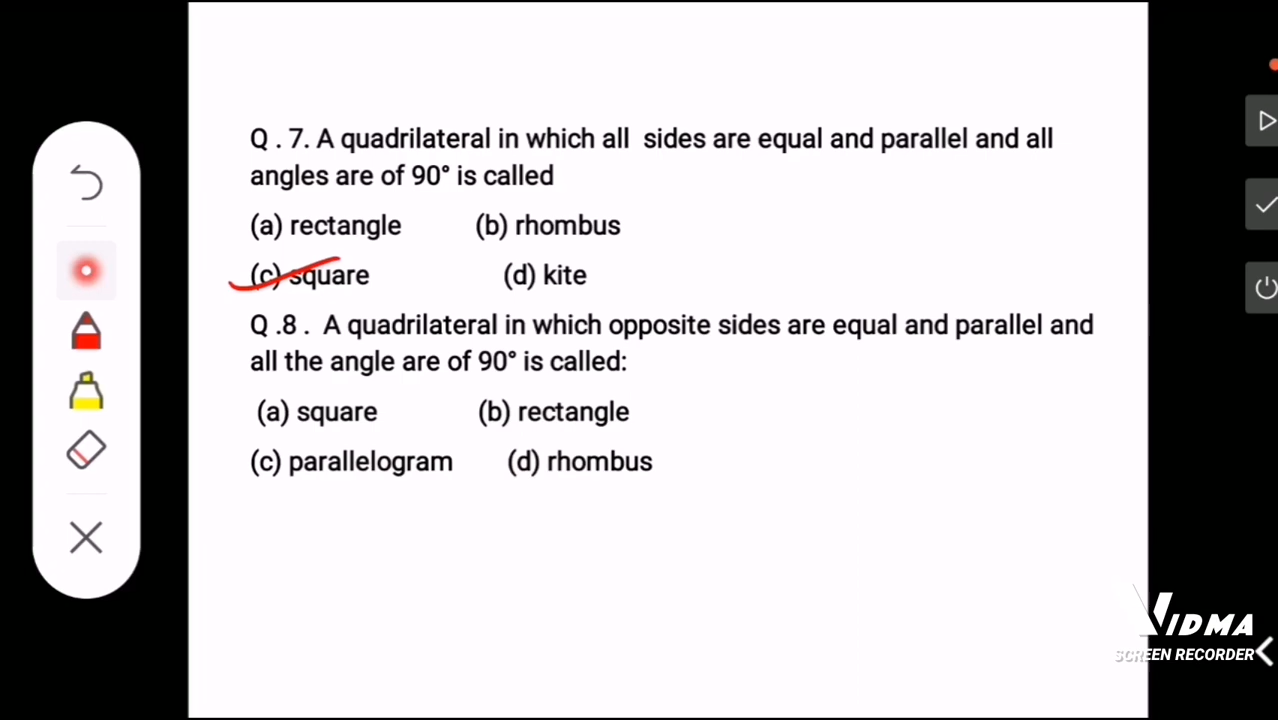 Q . 7. A quadrilateral in which all sides are equal and parallel and all
angles are of 90° is called
(a) rectangle (b) rhombus
(c) square (d) kite
Q .8 . A quadrilateral in which opposite sides are equal and parallel and
all the angle are of 90° is called:
(a) square (b) rectangle
(c) parallelogram (d) rhombus
VIDMA
SCREEN RECORDER